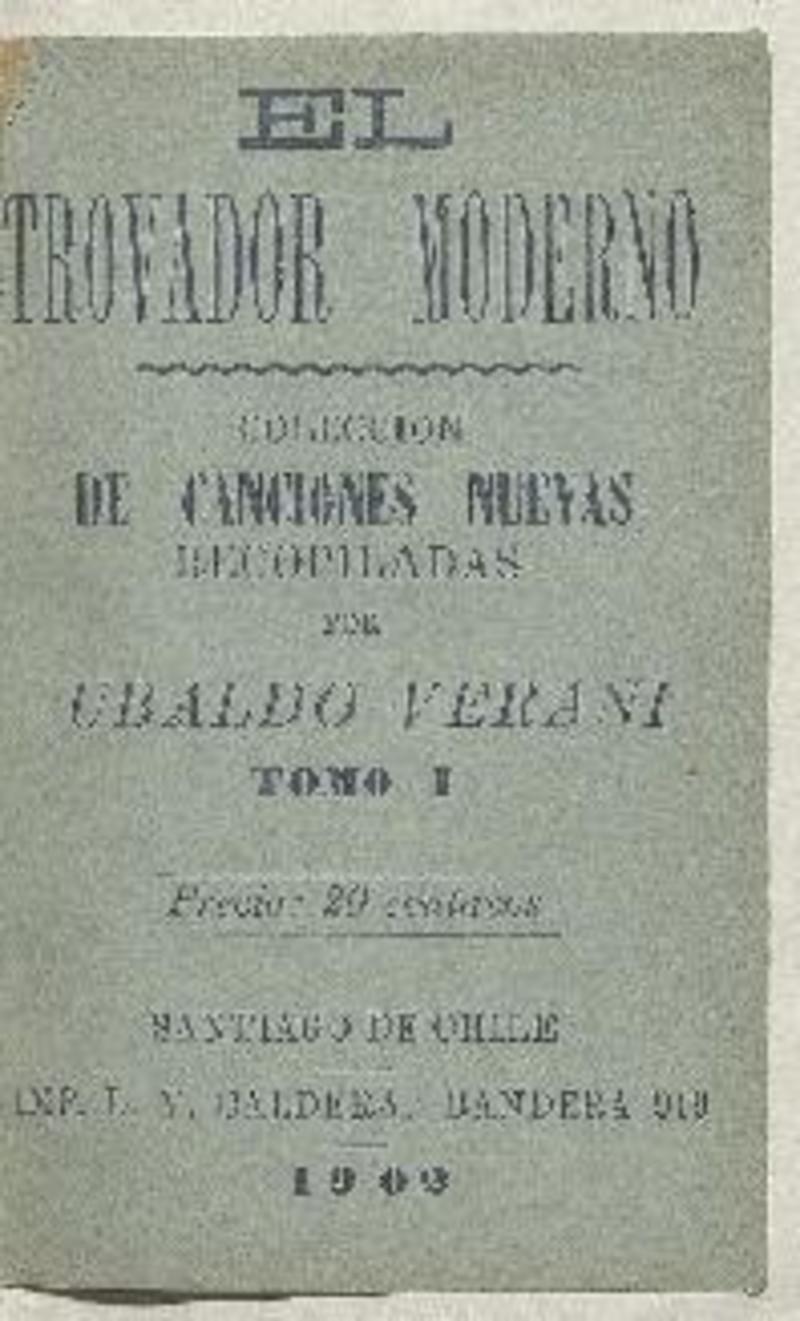 EL
TROVADOR MODERNO
COLECCION
DE CANCIONES NUEVAS
RECOPILADAS
POR
UBALDO VERANI
TOMO I
Precio: 20 centavos
SANTIAGO DE CHILE
IMP. L. V. CALDERA. BANDERA